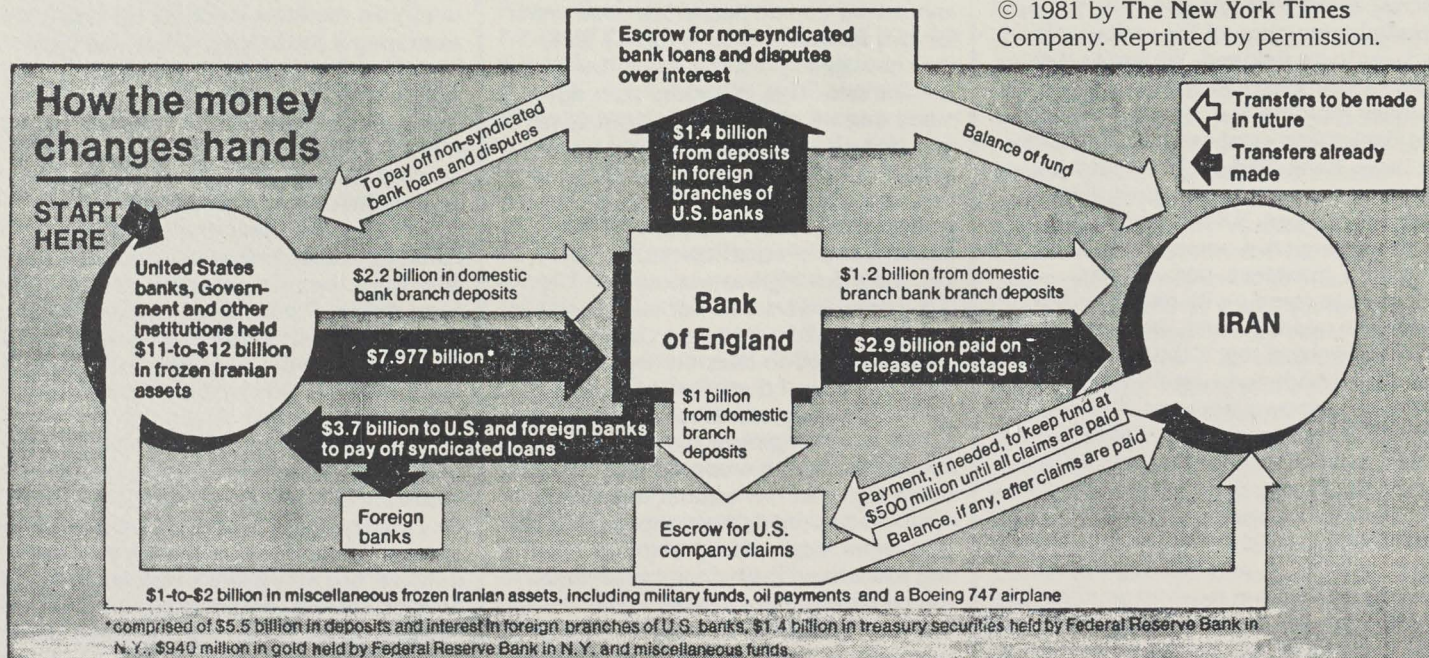 © 1981 by The New York Times
Company. Reprinted by permission.
How the money
changes hands
START
HERE
Escrow for non-syndicated
bank loans and disputes
over interest
Transfers to be made
in future
Transfers already
made
To pay off non-syndicated
bank loans and disputes
$1.4 billion
from deposits
in foreign
branches of
U.S. banks
Balance of fund
United States
banks, Govern-
ment and other
institutions held
$11-to-$12 billion
in frozen Iranian
assets
$2.2 billion in domestic
bank branch deposits
$7.977 billion*
Bank
of England
$1.2 billion from domestic
branch bank branch deposits
$2.9 billion paid on
release of hostages
IRAN
$3.7 billion to U.S. and foreign banks
to pay off syndicated loans
Foreign
banks
$1 billion
from domestic
branch
deposits
Escrow for U.S.
company claims
Payment, if needed, to keep fund at
$500 million until all claims are paid
Balance, if any, after claims are paid
$1-to-$2 billion in miscellaneous frozen Iranian assets, including military funds, oil payments and a Boeing 747 airplane
*comprised of $5.5 billion in deposits and interest in foreign branches of U.S. banks, $1.4 billion in treasury securities held by Federal Reserve Bank in
N.Y., $940 million in gold held by Federal Reserve Bank in N.Y. and miscellaneous funds.